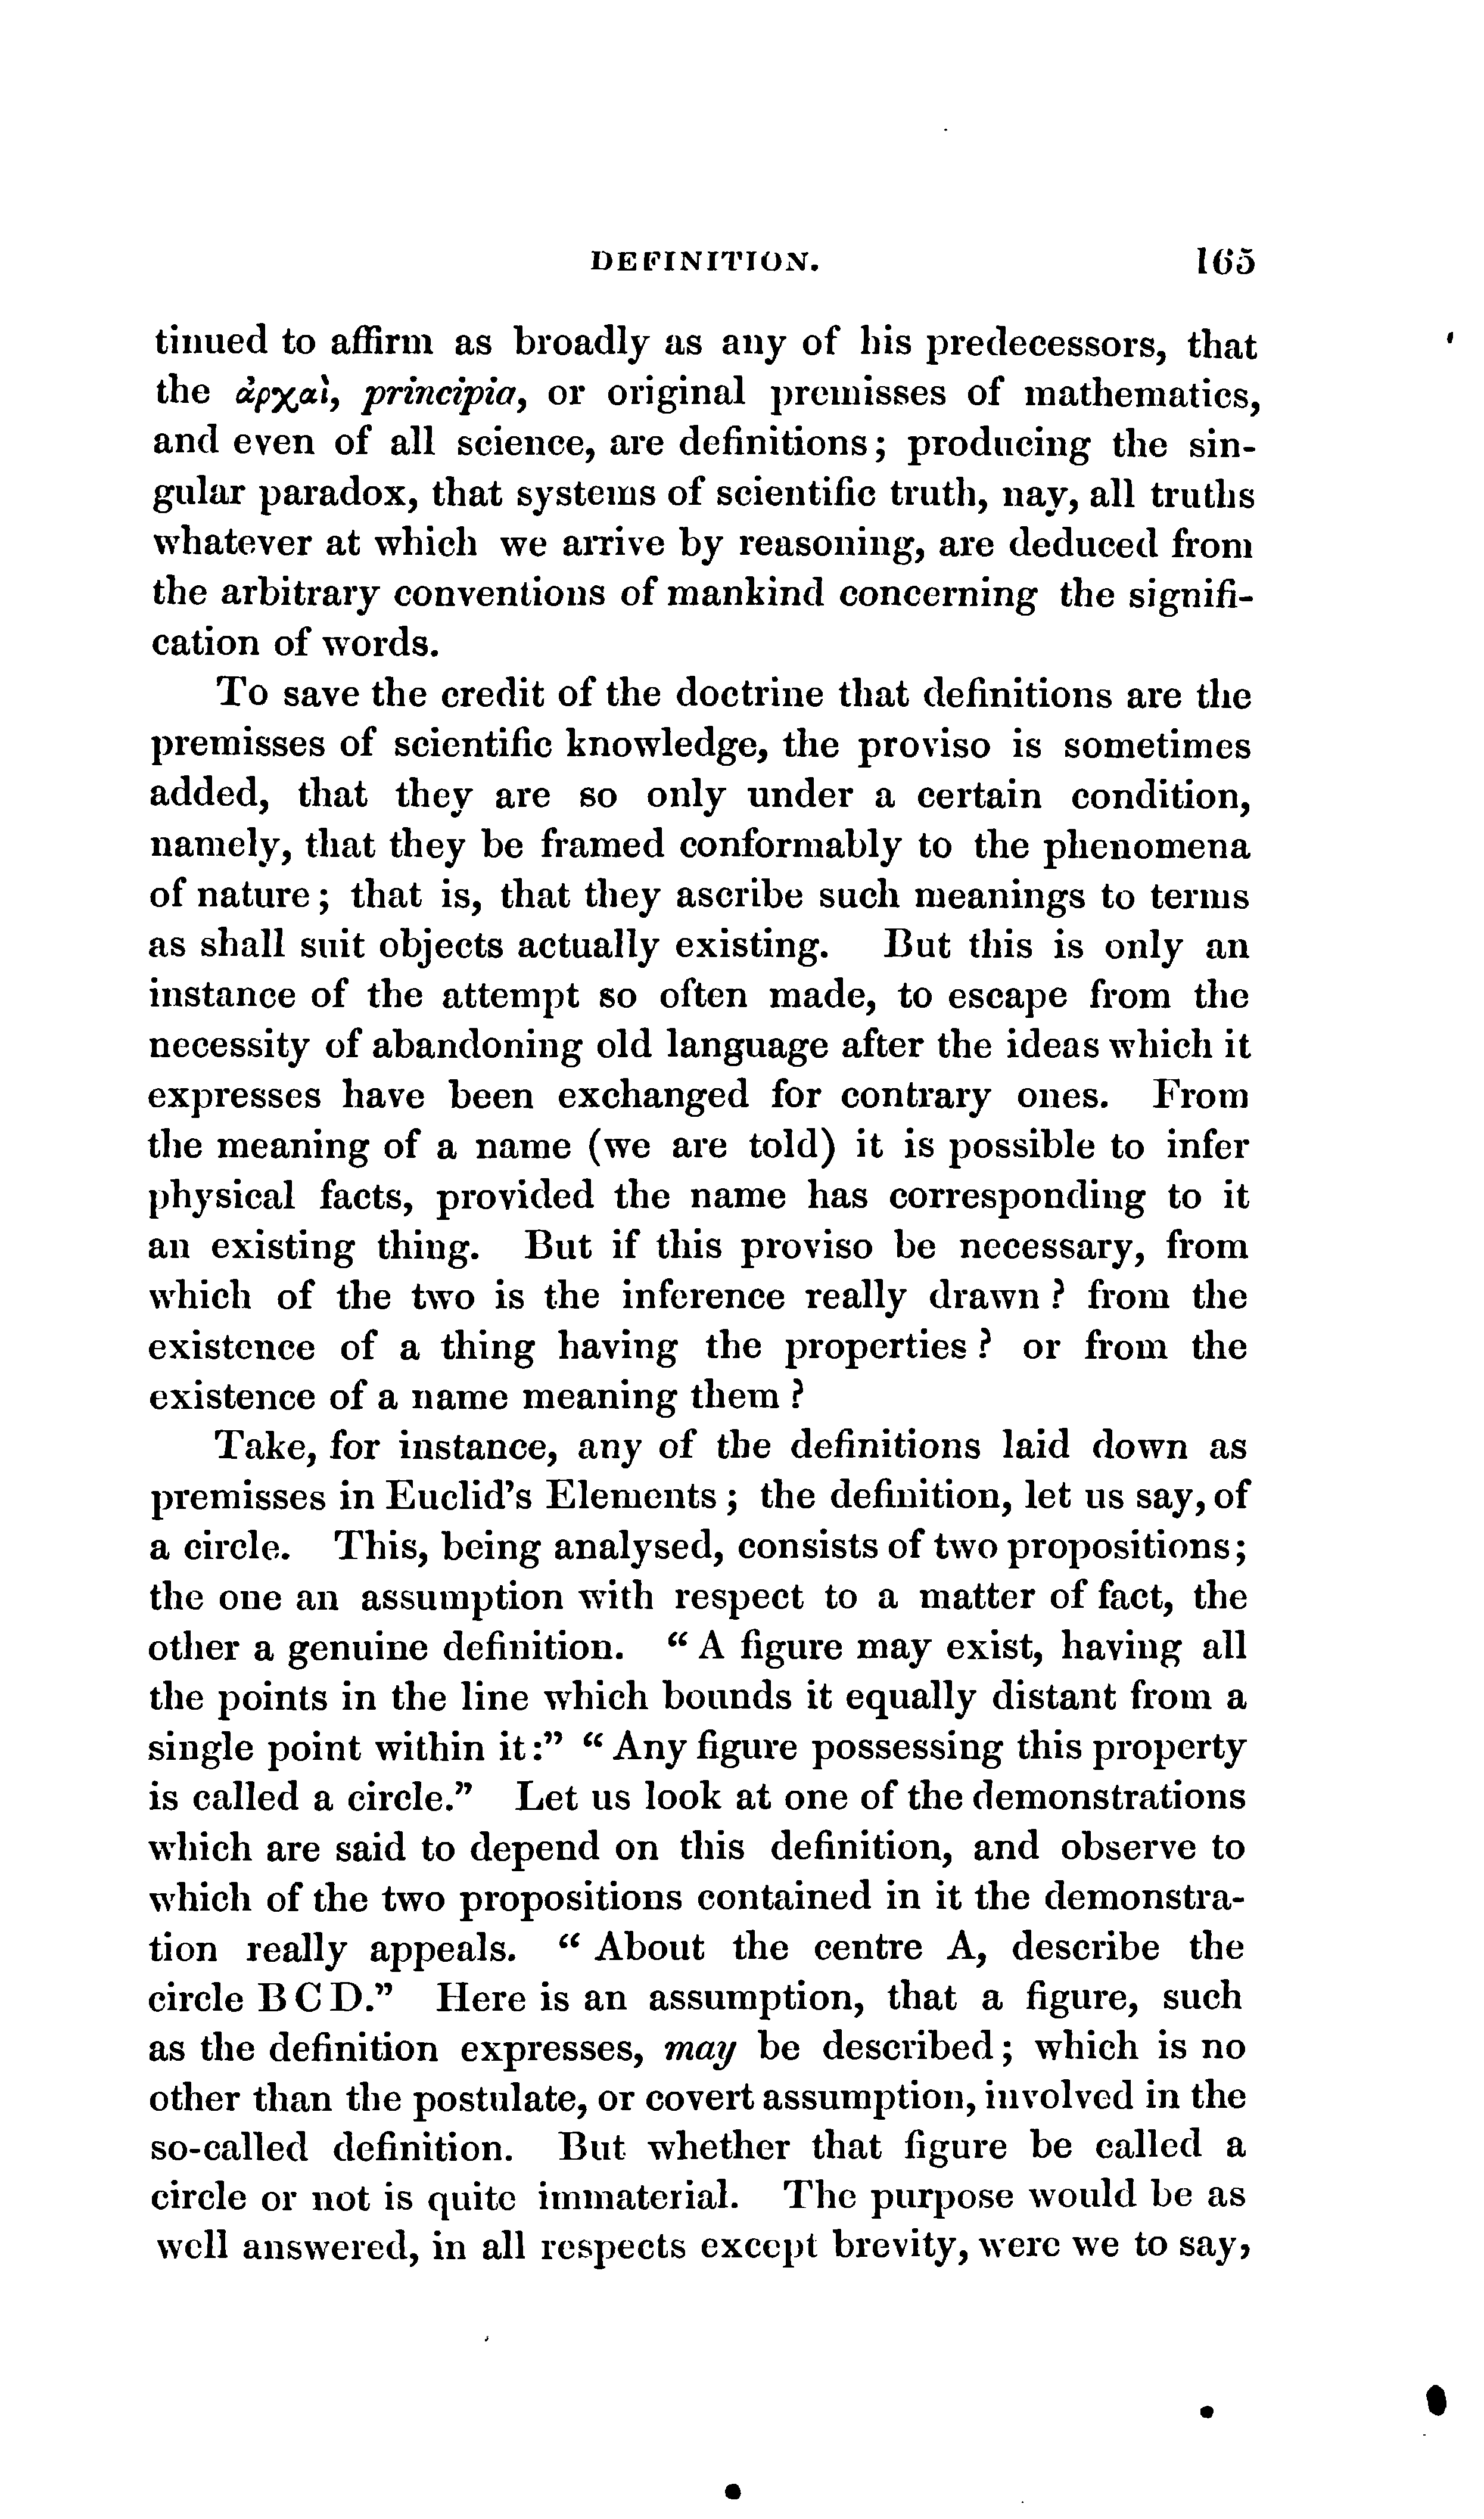 DEFINITION. 165
tinued to affirm as broadly as any of his predecessors, that
the ἀρχαὶ, principia, or original premisses of mathematics,
and even of all science, are definitions; producing the sin-
gular paradox, that systems of scientific truth, nay, all truths
whatever at which we arrive by reasoning, are deduced from
the arbitrary conventions of mankind concerning the signifi-
cation of words.
To save the credit of the doctrine that definitions are the
premisses of scientific knowledge, the proviso is sometimes
added, that they are so only under a certain condition,
namely, that they be framed conformably to the phenomena
of nature; that is, that they ascribe such meanings to terms
as shall suit objects actually existing. But this is only an
instance of the attempt so often made, to escape from the
necessity of abandoning old language after the ideas which it
expresses have been exchanged for contrary ones. From
the meaning of a name (we are told) it is possible to infer
physical facts, provided the name has corresponding to it
an existing thing. But if this proviso be necessary, from
which of the two is the inference really drawn? from the
existence of a thing having the properties? or from the
existence of a name meaning them?
Take, for instance, any of the definitions laid down as
premisses in Euclid's Elements; the definition, let us say, of
a circle. This, being analysed, consists of two propositions;
the one an assumption with respect to a matter of fact, the
other a genuine definition. “A figure may exist, having all
the points in the line which bounds it equally distant from a
single point within it:” “Any figure possessing this property
is called a circle.” Let us look at one of the demonstrations
which are said to depend on this definition, and observe to
which of the two propositions contained in it the demonstra-
tion really appeals. “About the centre A, describe the
circle B C D.” Here is an assumption, that a figure, such
as the definition expresses, may be described; which is no
other than the postulate, or covert assumption, involved in the
so-called definition. But whether that figure be called a
circle or not is quite immaterial. The purpose would be as
well answered, in all respects except brevity, were we to say,